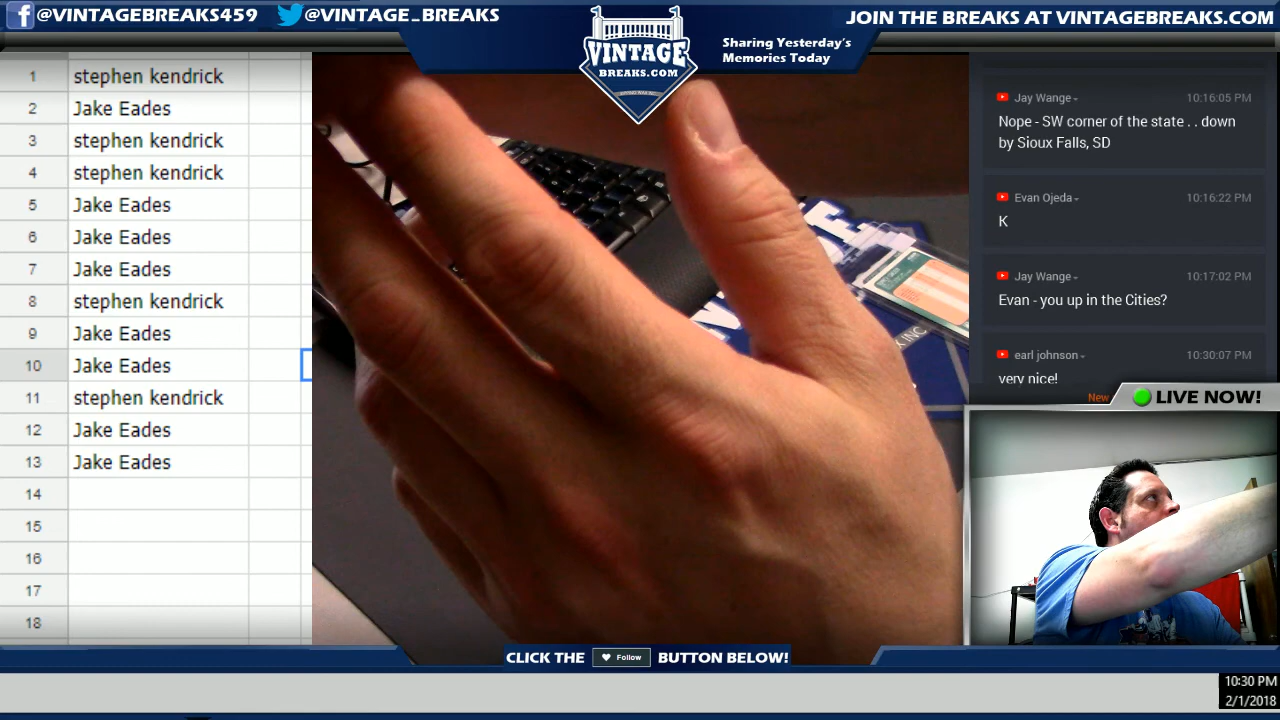 @VINTAGEBREAKS459
@VINTAGE_BREAKS
VINTAGE
BREAKS.COM
Sharing Yesterday's
Memories Today
JOIN THE BREAKS AT VINTAGEBREAKS.COM
1 stephen kendrick
2 Jake Eades
3 stephen kendrick
4 stephen kendrick
5 Jake Eades
6 Jake Eades
7 Jake Eades
8 stephen kendrick
9 Jake Eades
10 Jake Eades
11 stephen kendrick
12 Jake Eades
13 Jake Eades
14
15
16
17
18
Jay Wange 10:16:05 PM
Nope - SW corner of the state . . down
by Sioux Falls, SD
Evan Ojeda 10:16:22 PM
K
Jay Wange 10:17:02 PM
Evan - you up in the Cities?
earl johnson 10:30:07 PM
very nice!
New
LIVE NOW!
CLICK THE Follow BUTTON BELOW!
10:30 PM
2/1/2018